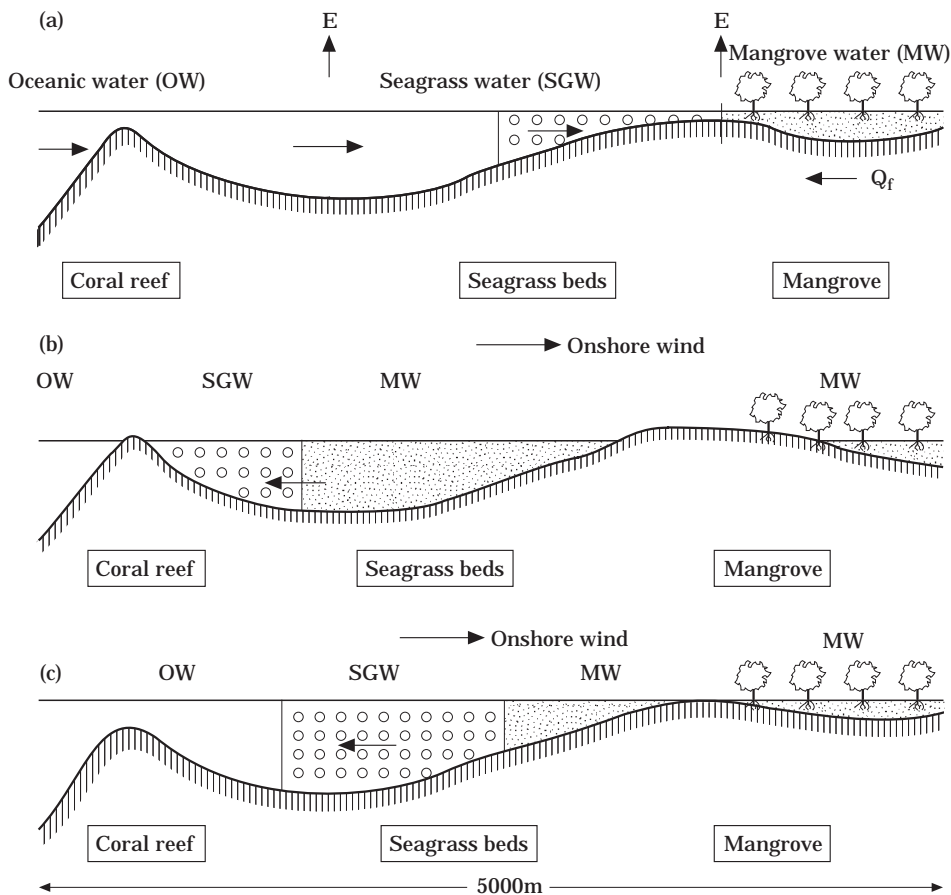 (a)
E E
Oceanic water (OW) Seagrass water (SGW) Mangrove water (MW)
Qf
Coral reef Seagrass beds Mangrove
(b)
Onshore wind
OW SGW MW MW
Coral reef Seagrass beds Mangrove
Onshore wind
(c) OW SGW MW MW
Coral reef Seagrass beds Mangrove
5000m